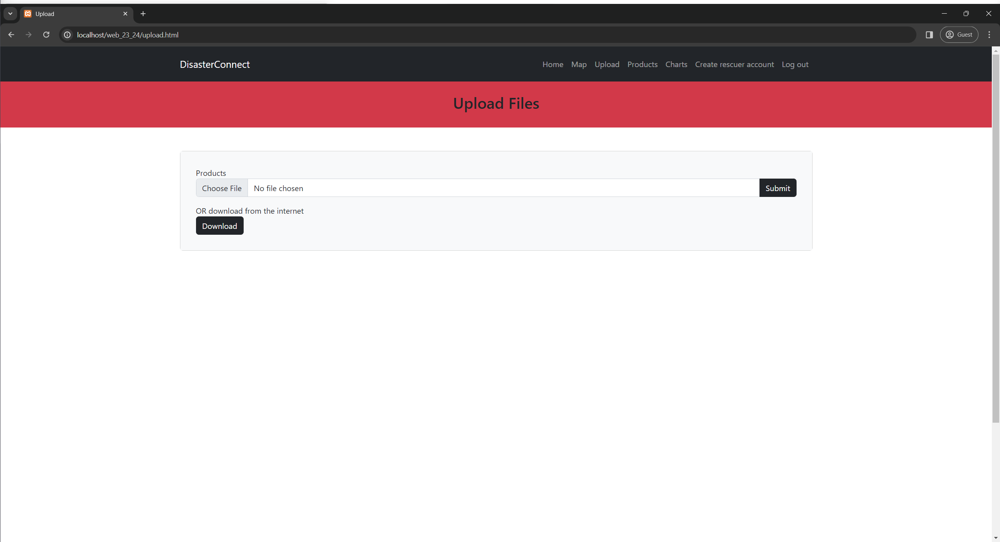 Upload
localhost/web_23_24/upload.html
Guest
DisasterConnect
Home Map Upload Products Charts Create rescuer account Log out
Upload Files
Products
Choose File No file chosen Submit
OR download from the internet
Download